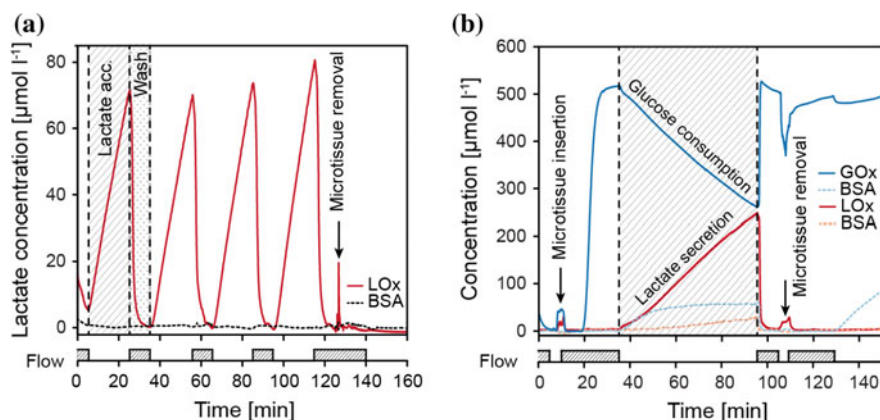 (a)
Lactate concentration [µmol l⁻¹]
80
60
40
20
0
Lactate acc.
Wash
Microtissue removal
LOx
BSA
Flow
0 20 40 60 80 100 120 140 160
Time [min]
(b)
Concentration [µmol l⁻¹]
600
500
400
300
200
100
0
Microtissue insertion
Glucose consumption
Lactate secretion
Microtissue removal
GOx
BSA
LOx
BSA
Flow
0 20 40 60 80 100 120 140
Time [min]